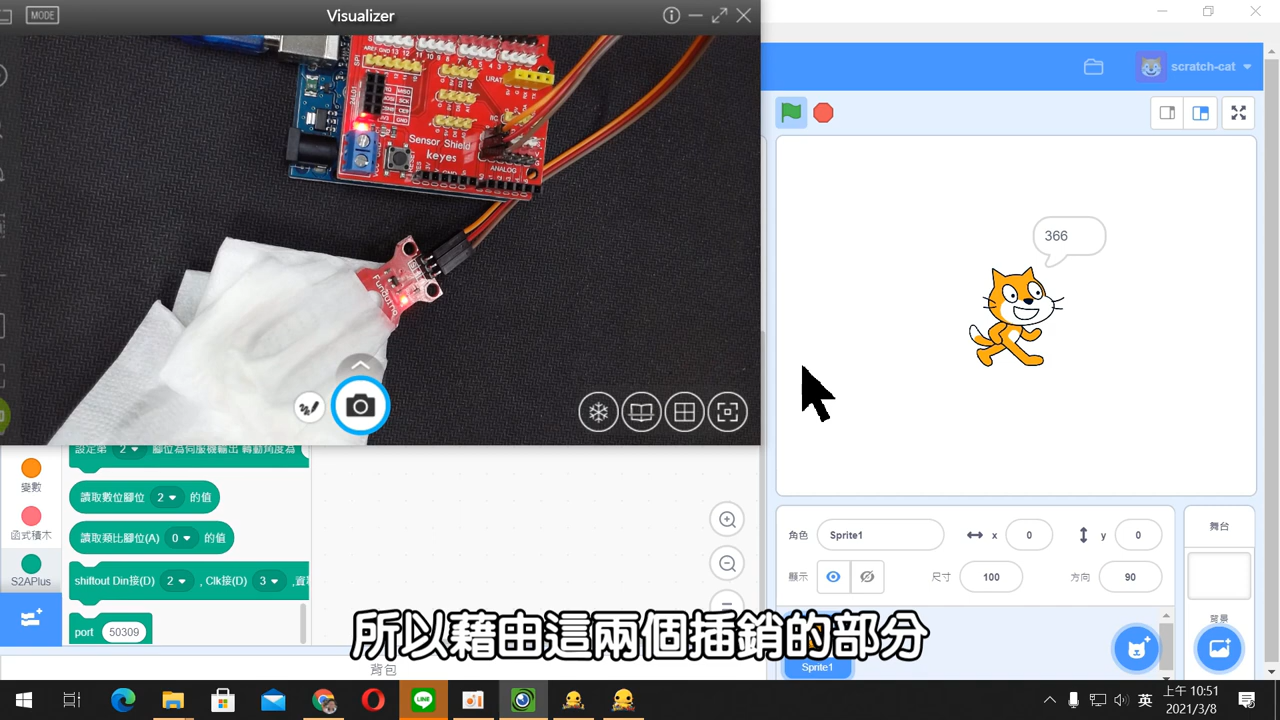 MODE
Visualizer
scratch-cat
URAT
Sensor Shield
keyes
ANALOG
Funduino
366
設定第 2 腳位為伺服機輸出 轉動角度為
變數
讀取數位腳位 2 的值
函式積木
讀取類比腳位(A) 0 的值
S2APlus
shiftout Din接(D) 2 , Clk接(D) 3
port 50309
角色 Sprite1 x 0 y 0
顯示 尺寸 100 方向 90
舞台
背景
Sprite1
所以藉由這兩個插銷的部分
背包
LINE
英
上午 10:51
2021/3/8